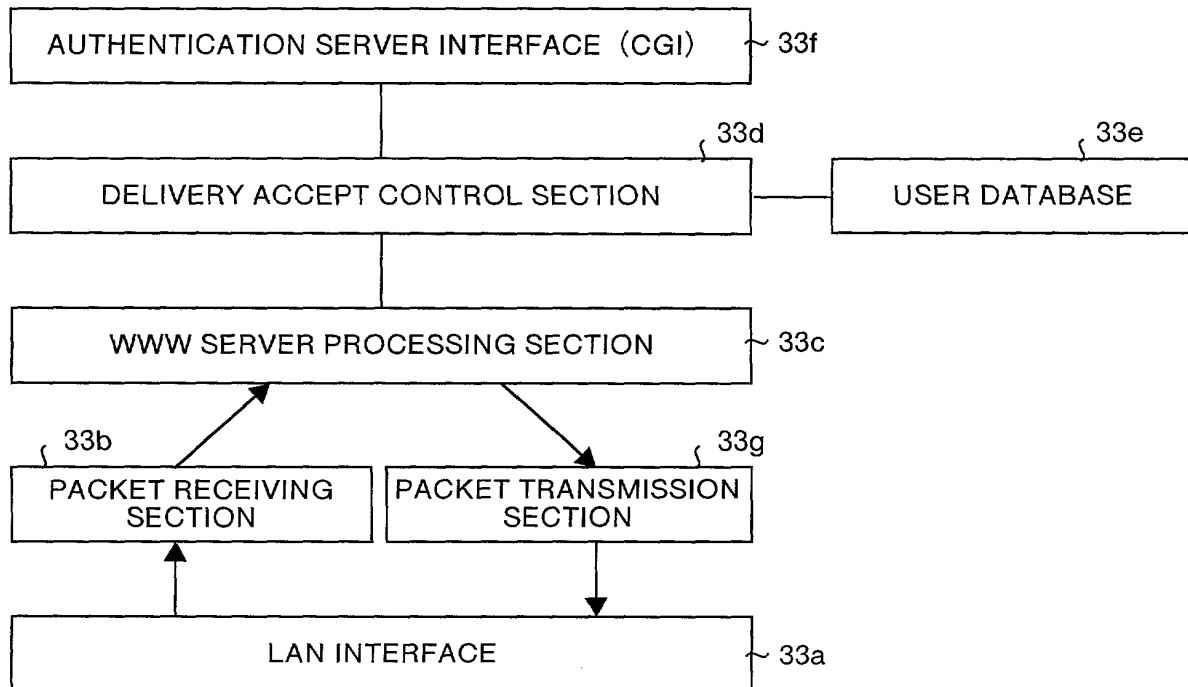 AUTHENTICATION SERVER INTERFACE (CGI)
33f
33d
33e
DELIVERY ACCEPT CONTROL SECTION
USER DATABASE
WWW SERVER PROCESSING SECTION
33c
33b
33g
PACKET RECEIVING
SECTION
PACKET TRANSMISSION
SECTION
LAN INTERFACE
33a